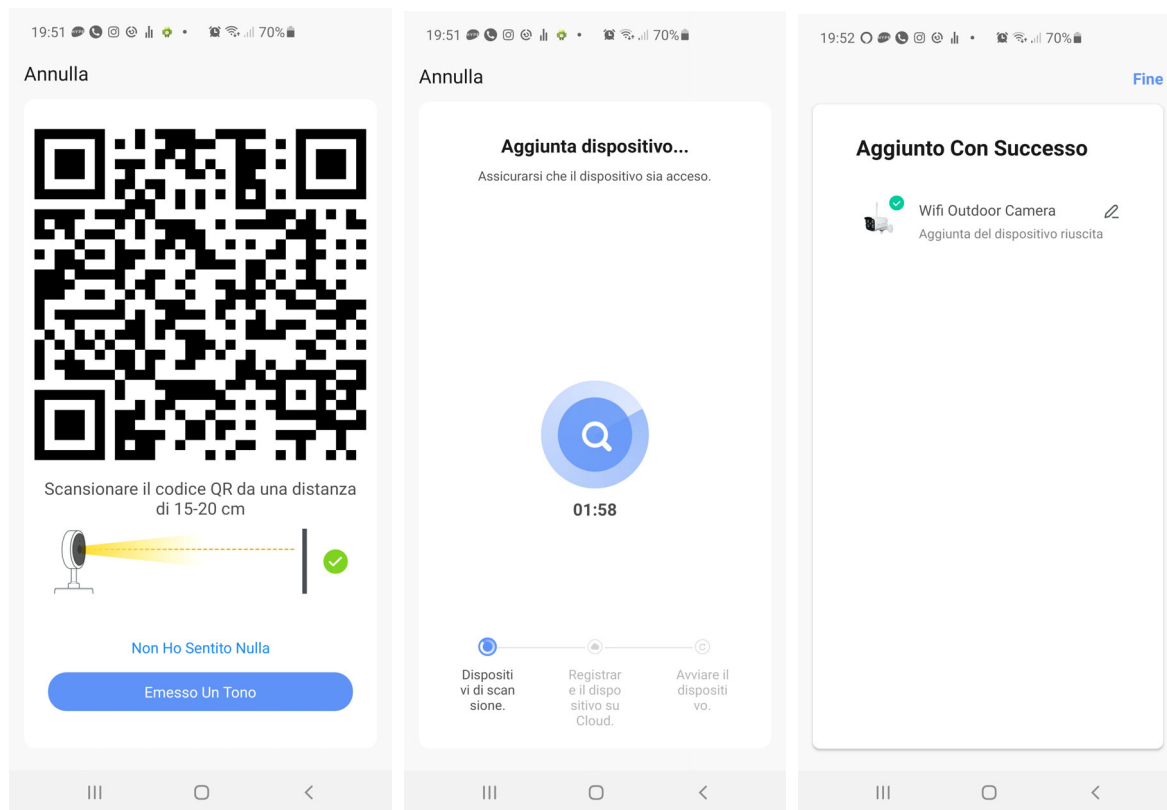 19:51
70%
Annulla
Scansionare il codice QR da una distanza
di 15-20 cm
Non Ho Sentito Nulla
Emesso Un Tono
19:51
70%
Annulla
Aggiunta dispositivo...
Assicurarsi che il dispositivo sia acceso.
01:58
Dispositi
vi di scan
sione.
Registrar
e il dispo
sitivo su
Cloud.
Avviare il
dispositi
vo.
19:52
70%
Fine
Aggiunto Con Successo
Wifi Outdoor Camera
Aggiunta del dispositivo riuscita